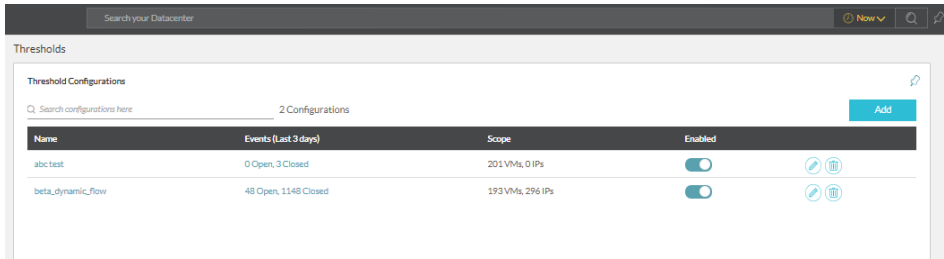 Search your Datacenter
Now
Thresholds
Threshold Configurations
Search configurations here
2 Configurations
Add
Name Events (Last 3 days) Scope Enabled
abc test 0 Open, 3 Closed 201 VMs, 0 IPs
beta_dynamic_flow 48 Open, 1148 Closed 193 VMs, 296 IPs